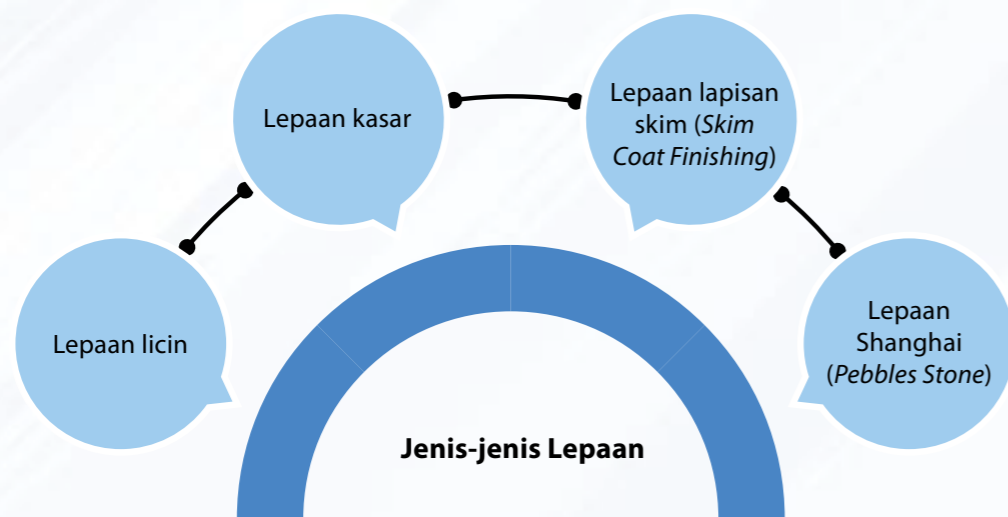 Lepaan licin
Lepaan kasar
Lepaan lapisan
skim (Skim
Coat Finishing)
Lepaan
Shanghai
(Pebbles Stone)
Jenis-jenis Lepaan